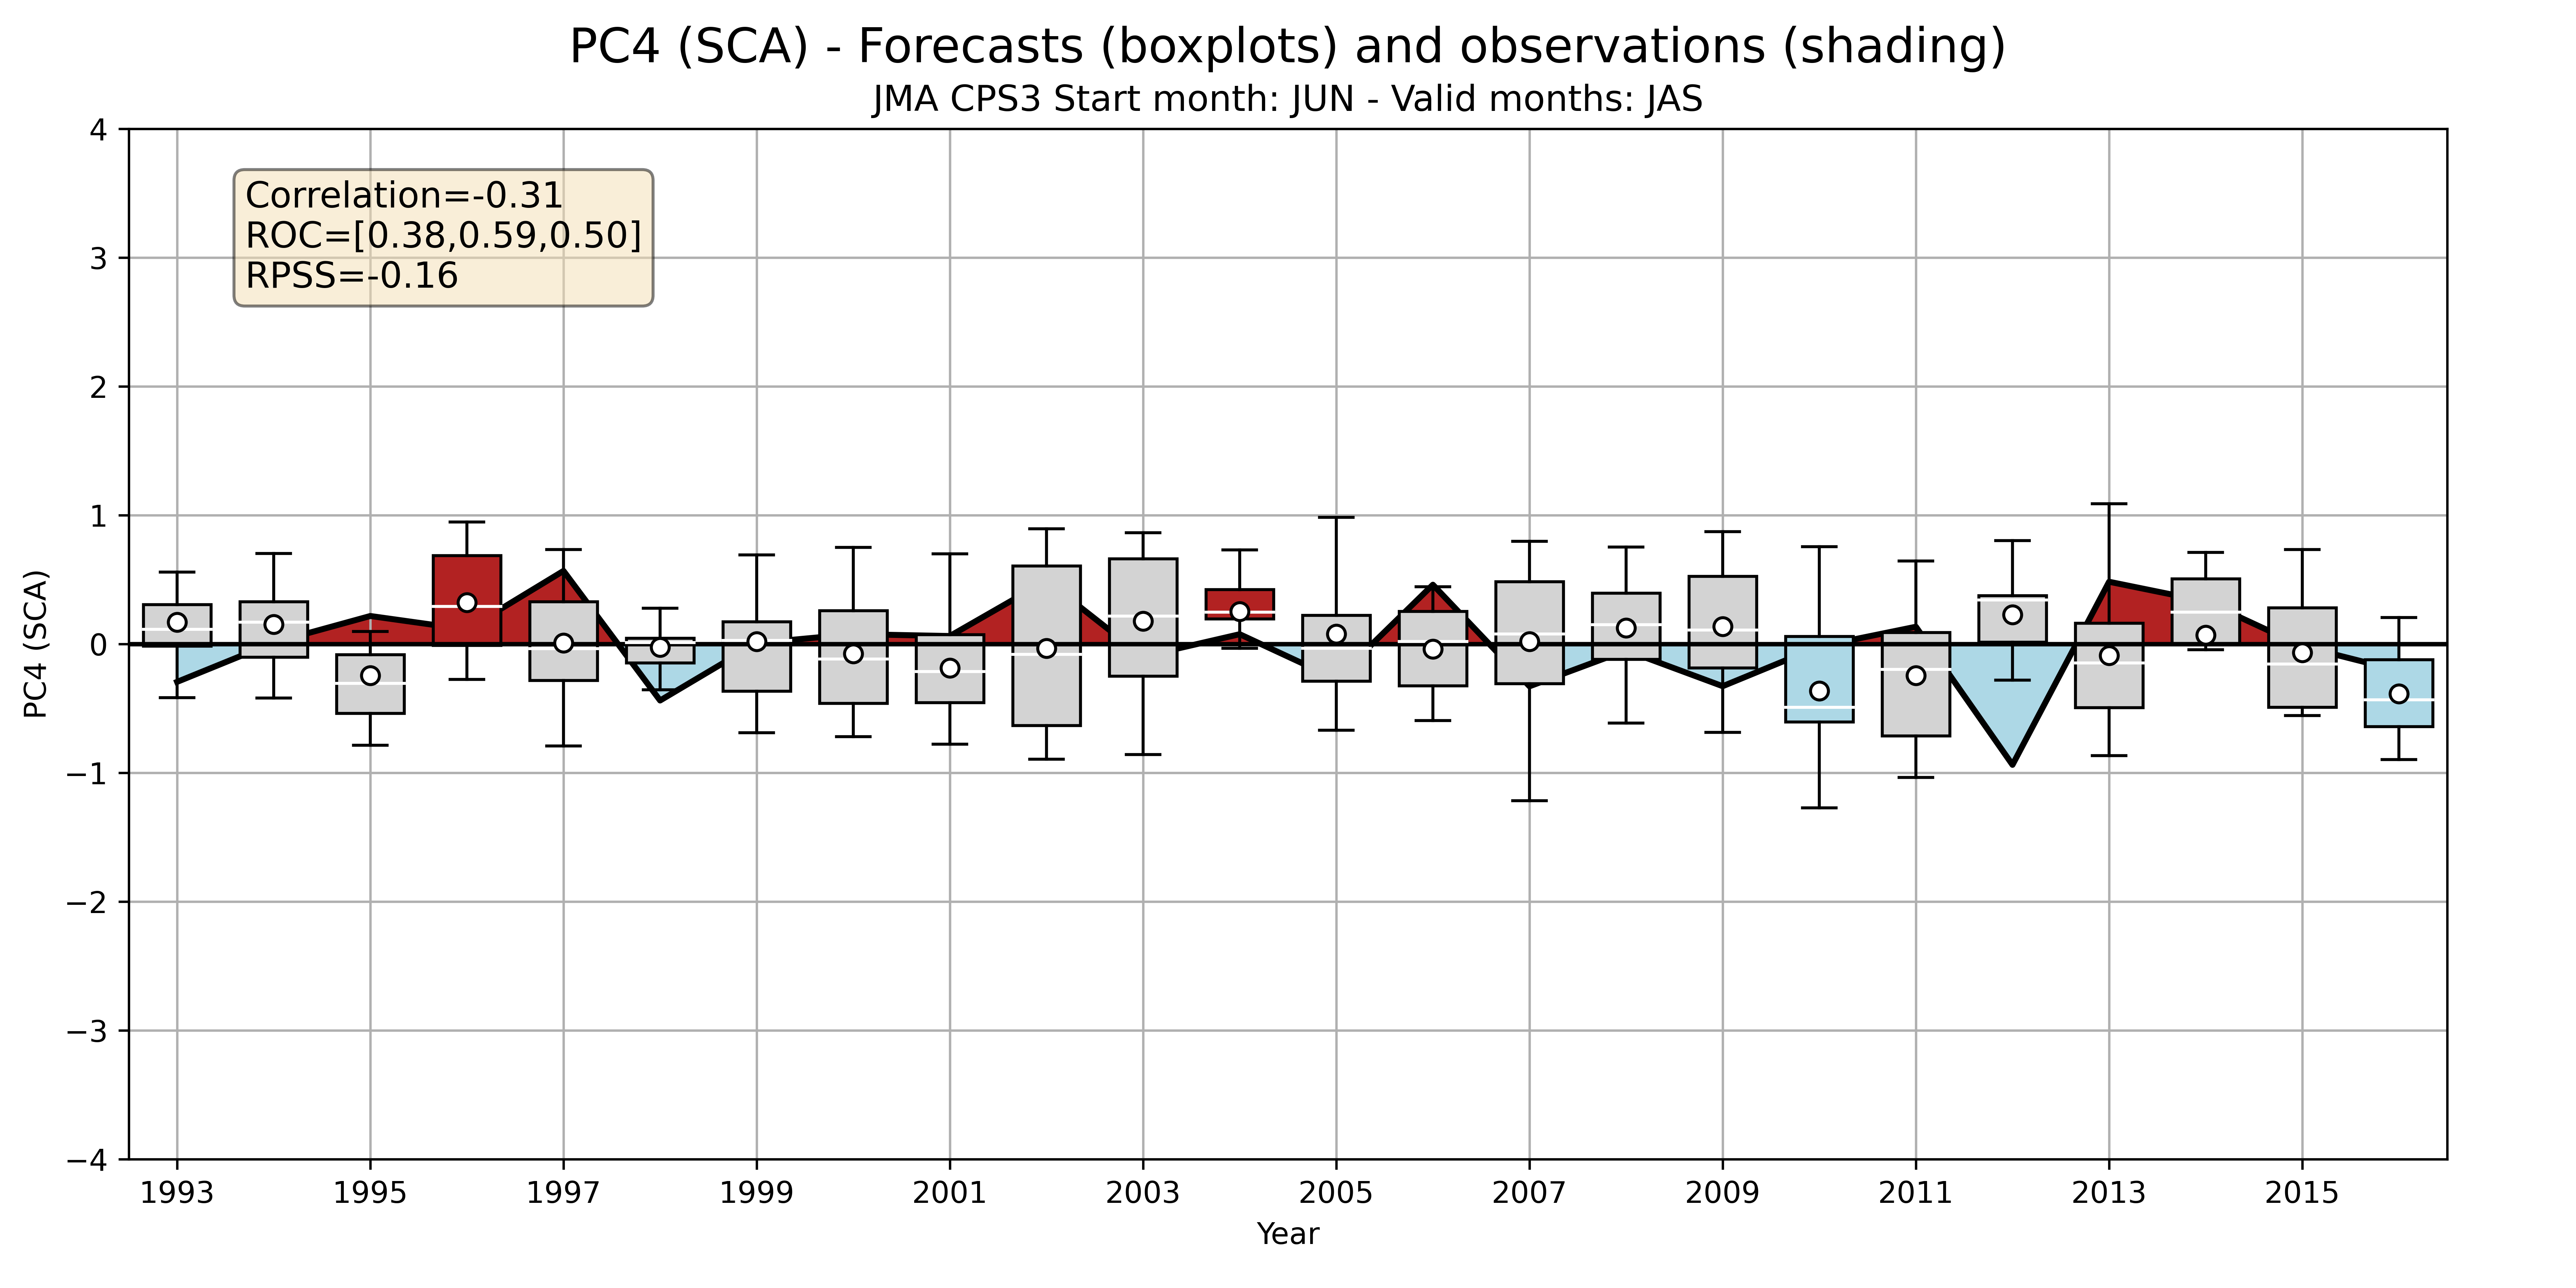 PC4 (SCA) - Forecasts (boxplots) and observations (shading)
JMA CPS3 Start month: JUN - Valid months: JAS
Correlation=-0.31
ROC=[0.38,0.59,0.50]
RPSS=-0.16
PC4 (SCA)
4
3
2
1
0
−1
−2
−3
−4
1993 1995 1997 1999 2001 2003 2005 2007 2009 2011 2013 2015
Year